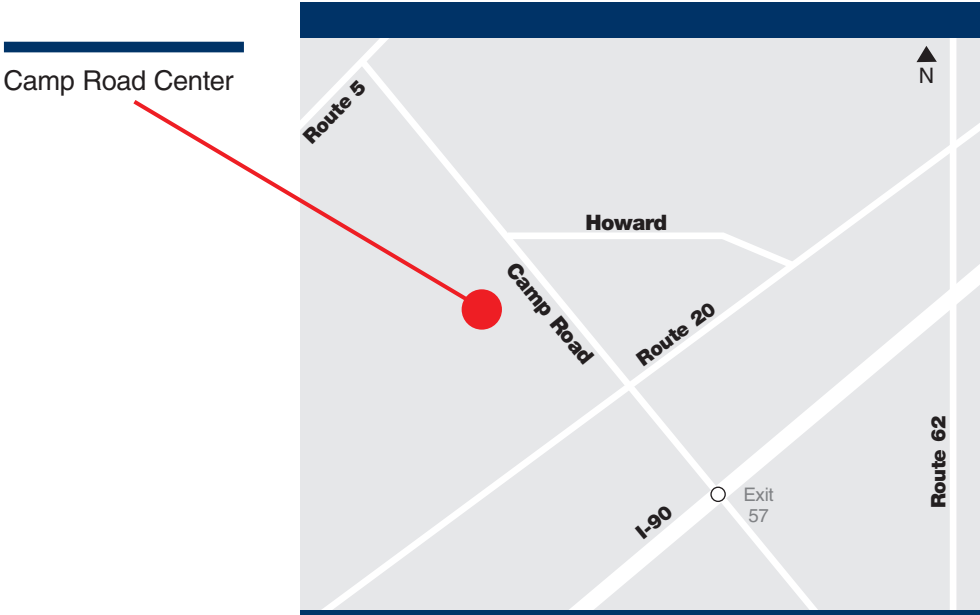 Camp Road Center
N
Route 5
Howard
Camp Road
Route 20
Route 62
I-90
Exit
57